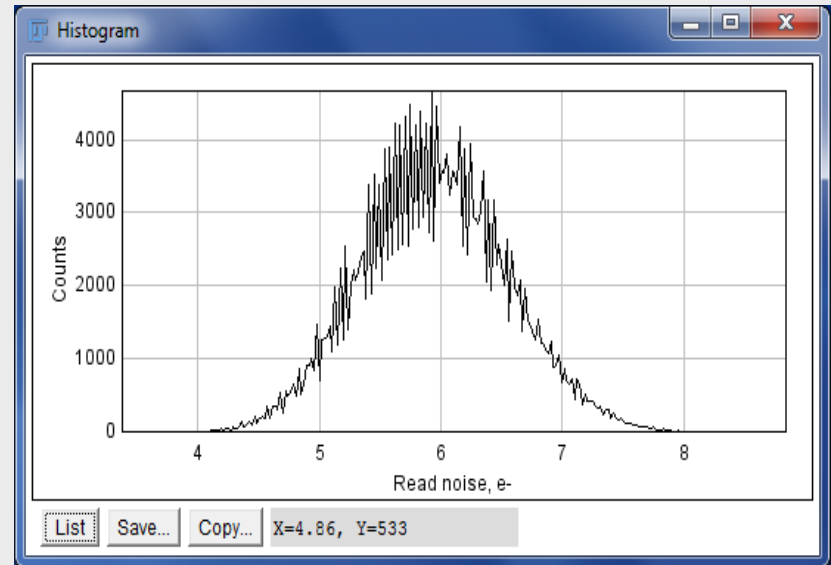 Histogram
4000
3000
2000
1000
0
Counts
4 5 6 7 8
Read noise, e-
List Save... Copy... X=4.86, Y=533